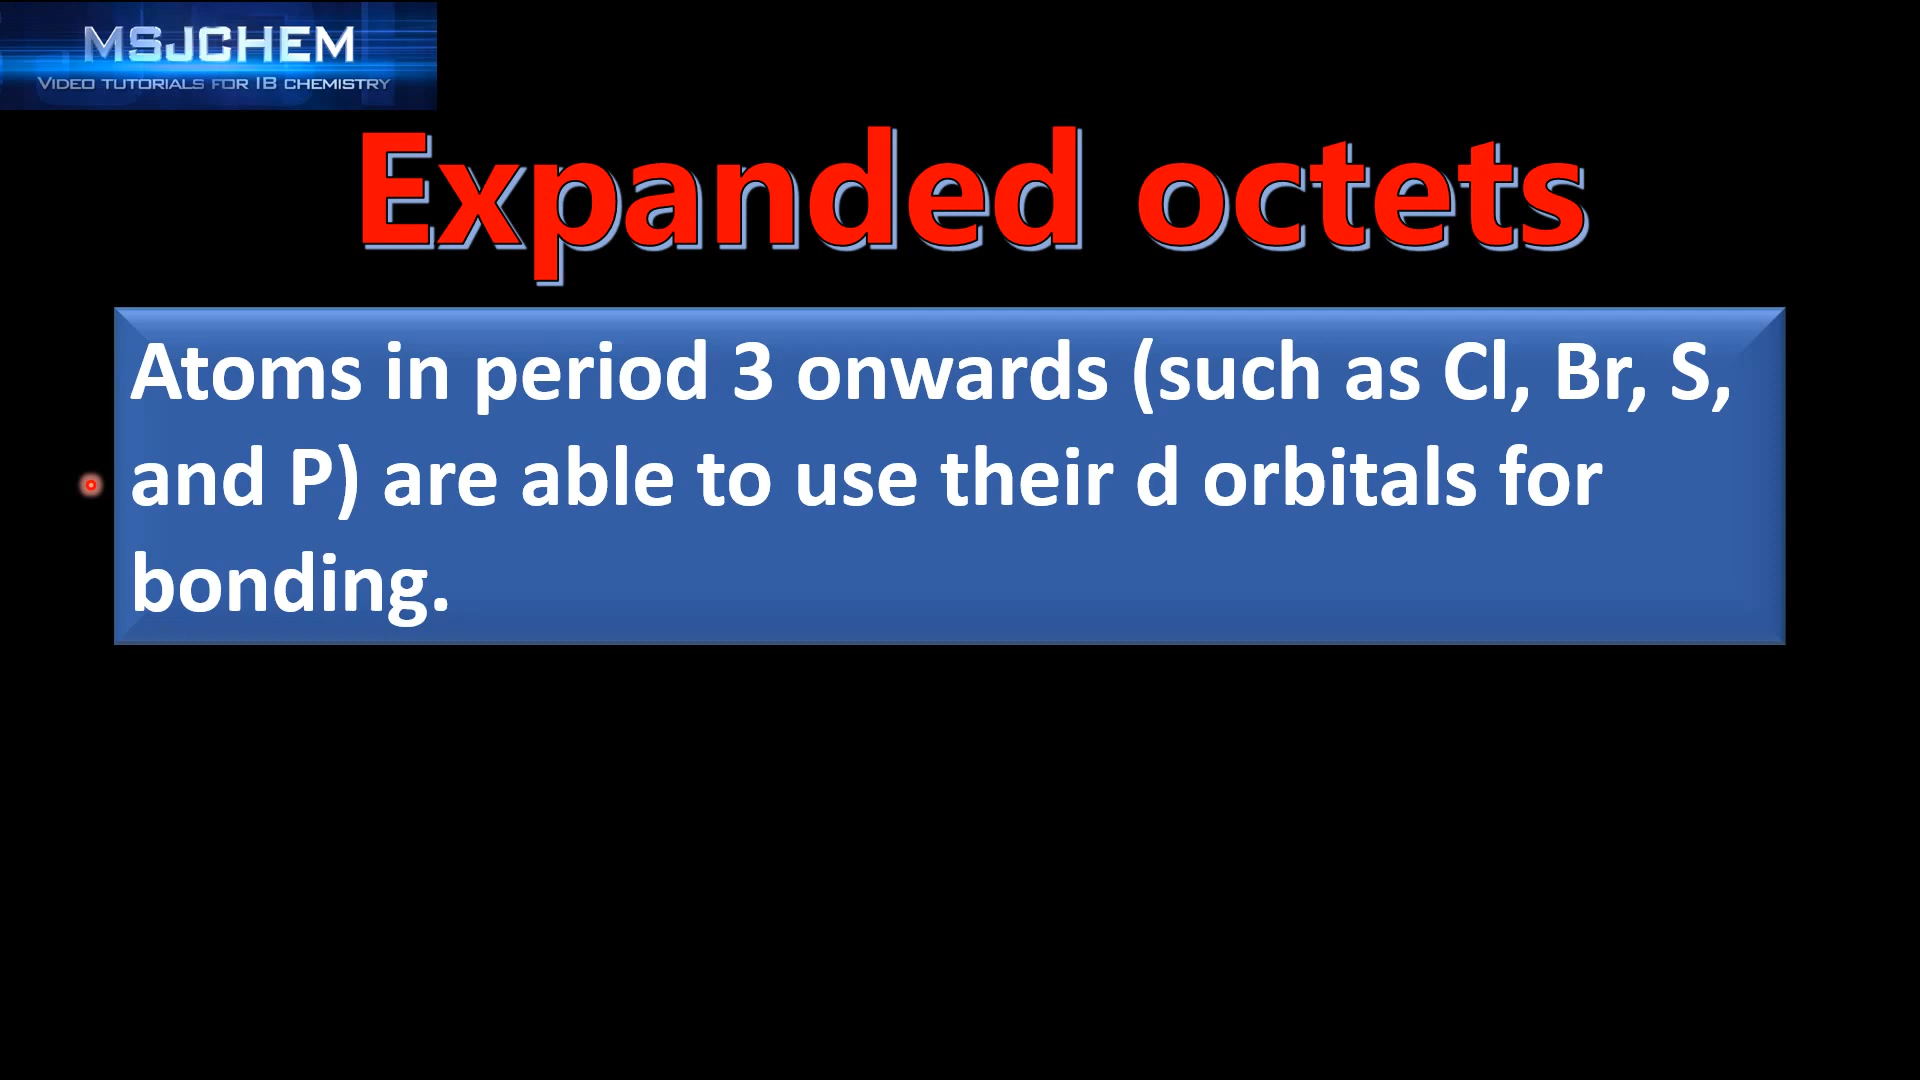 MSJCHEM
VIDEO TUTORIALS FOR IB CHEMISTRY
Expanded octets
Atoms in period 3 onwards (such as Cl, Br, S,
and P) are able to use their d orbitals for
bonding.